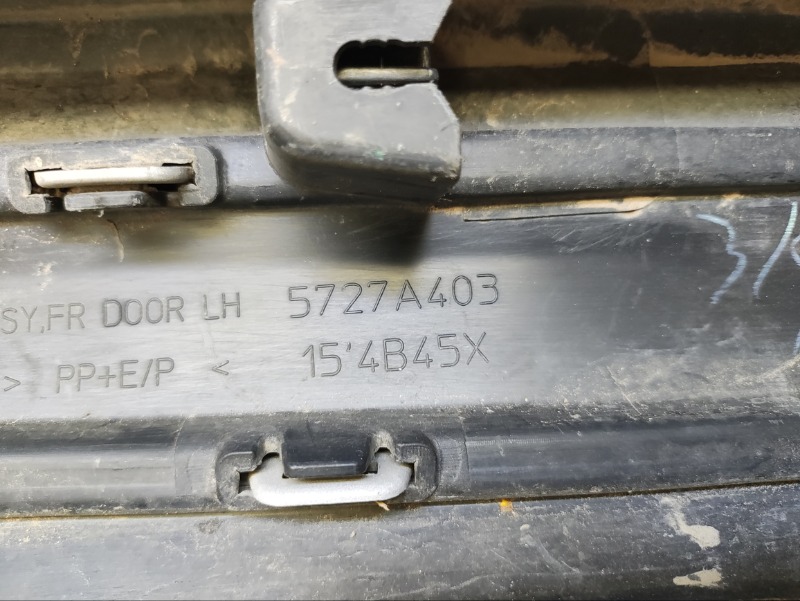 SY,FR DOOR LH 5727A403
> PP+E/P < 15'4B45X